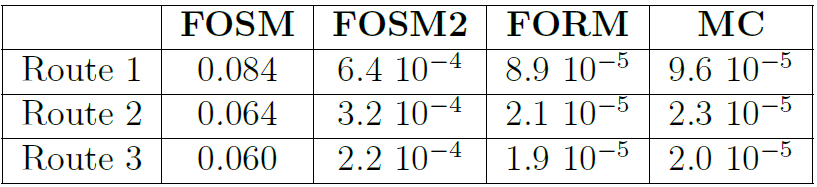 FOSM FOSM2 FORM MC
Route 1 0.084 6.4 10⁻⁴ 8.9 10⁻⁵ 9.6 10⁻⁵
Route 2 0.064 3.2 10⁻⁴ 2.1 10⁻⁵ 2.3 10⁻⁵
Route 3 0.060 2.2 10⁻⁴ 1.9 10⁻⁵ 2.0 10⁻⁵